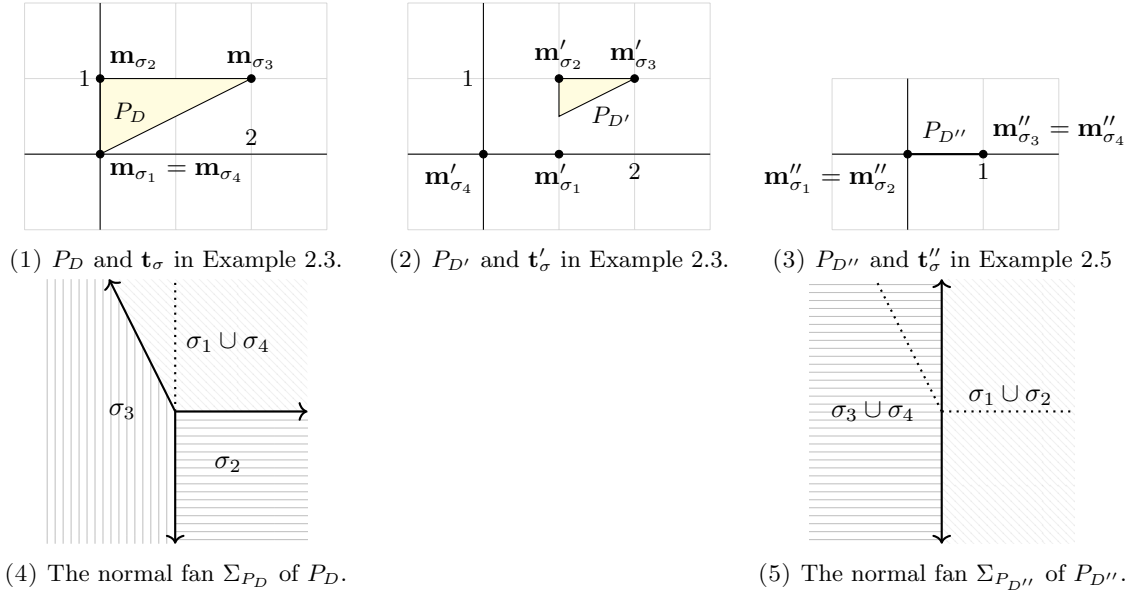 1
𝐦_{σ₂}
𝐦_{σ₃}
P_D
2
𝐦_{σ₁} = 𝐦_{σ₄}
(1) P_D and 𝐭_σ in Example 2.3.
1
𝐦′_{σ₂}
𝐦′_{σ₃}
P_{D′}
𝐦′_{σ₄}
𝐦′_{σ₁}
2
(2) P_{D′} and 𝐭′_σ in Example 2.3.
P_{D″}
𝐦″_{σ₃} = 𝐦″_{σ₄}
𝐦″_{σ₁} = 𝐦″_{σ₂}
1
(3) P_{D″} and 𝐭″_σ in Example 2.5
σ₁ ∪ σ₄
σ₃
σ₂
(4) The normal fan Σ_{P_D} of P_D.
σ₁ ∪ σ₂
σ₃ ∪ σ₄
(5) The normal fan Σ_{P_{D″}} of P_{D″}.